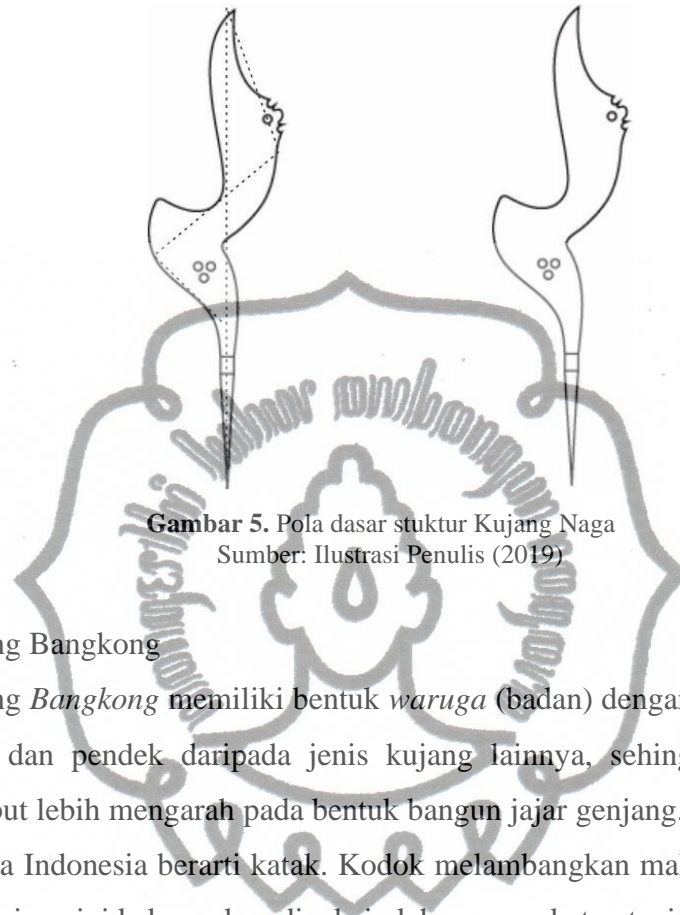 Gambar 5. Pola dasar stuktur Kujang Naga
Sumber: Ilustrasi Penulis (2019)
ng Bangkong
ng Bangkong memiliki bentuk waruga (badan) dengan
dan pendek daripada jenis kujang lainnya, sehing
but lebih mengarah pada bentuk bangun jajar genjang.
a Indonesia berarti katak. Kodok melambangkan mal